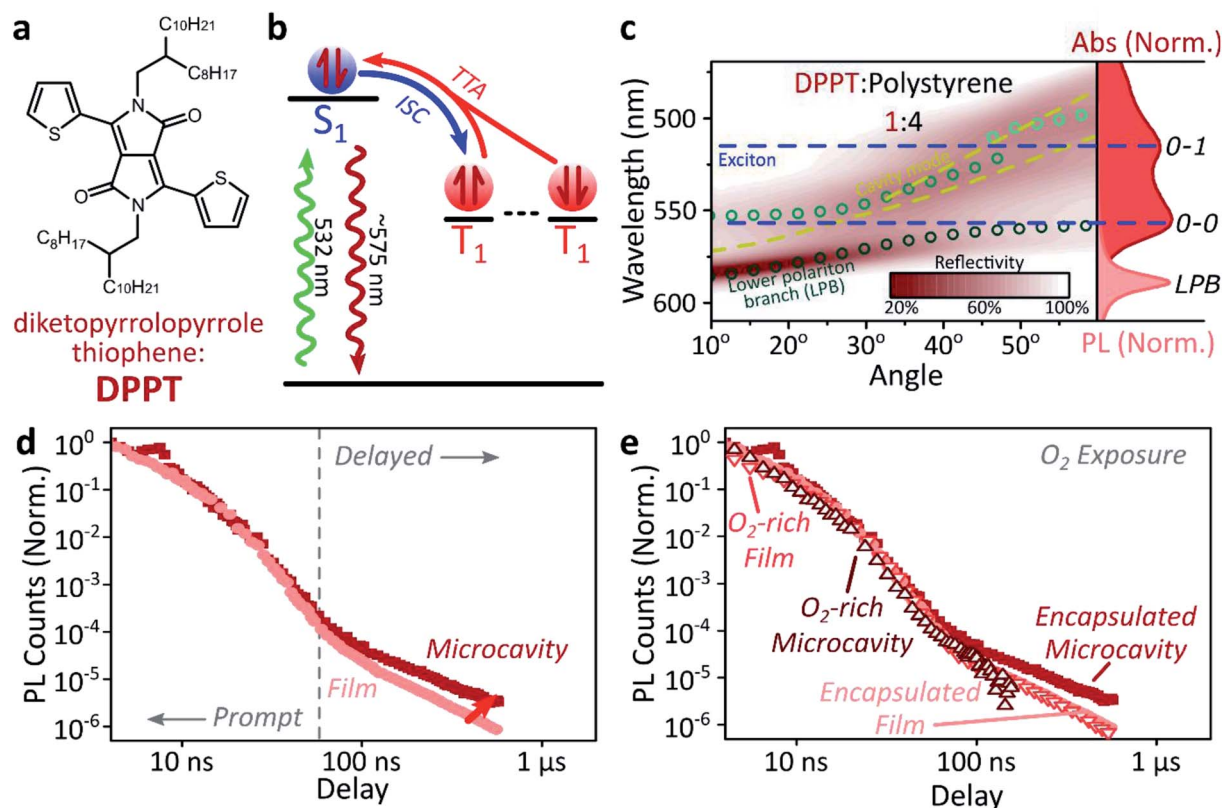 a
C₁₀H₂₁
C₈H₁₇
S
O
N
N
O
S
C₈H₁₇
C₁₀H₂₁
diketopyrrolopyrrole
thiophene:
DPPT
b
S₁
ISC
TTA
T₁
T₁
532 nm
~575 nm
c
Abs (Norm.)
DPPT:Polystyrene
1:4
Exciton
Cavity mode
Lower polariton
branch (LPB)
Reflectivity
20% 60% 100%
0-1
0-0
LPB
PL (Norm.)
Wavelength (nm)
500
550
600
10° 20° 30° 40° 50°
Angle
d
Delayed
Prompt
Microcavity
Film
PL Counts (Norm.)
10⁰
10⁻¹
10⁻²
10⁻³
10⁻⁴
10⁻⁵
10⁻⁶
10 ns 100 ns 1 µs
Delay
e
O₂ Exposure
O₂-rich
Film
O₂-rich
Microcavity
Encapsulated
Microcavity
Encapsulated
Film
PL Counts (Norm.)
10⁰
10⁻¹
10⁻²
10⁻³
10⁻⁴
10⁻⁵
10⁻⁶
10 ns 100 ns 1 µs
Delay